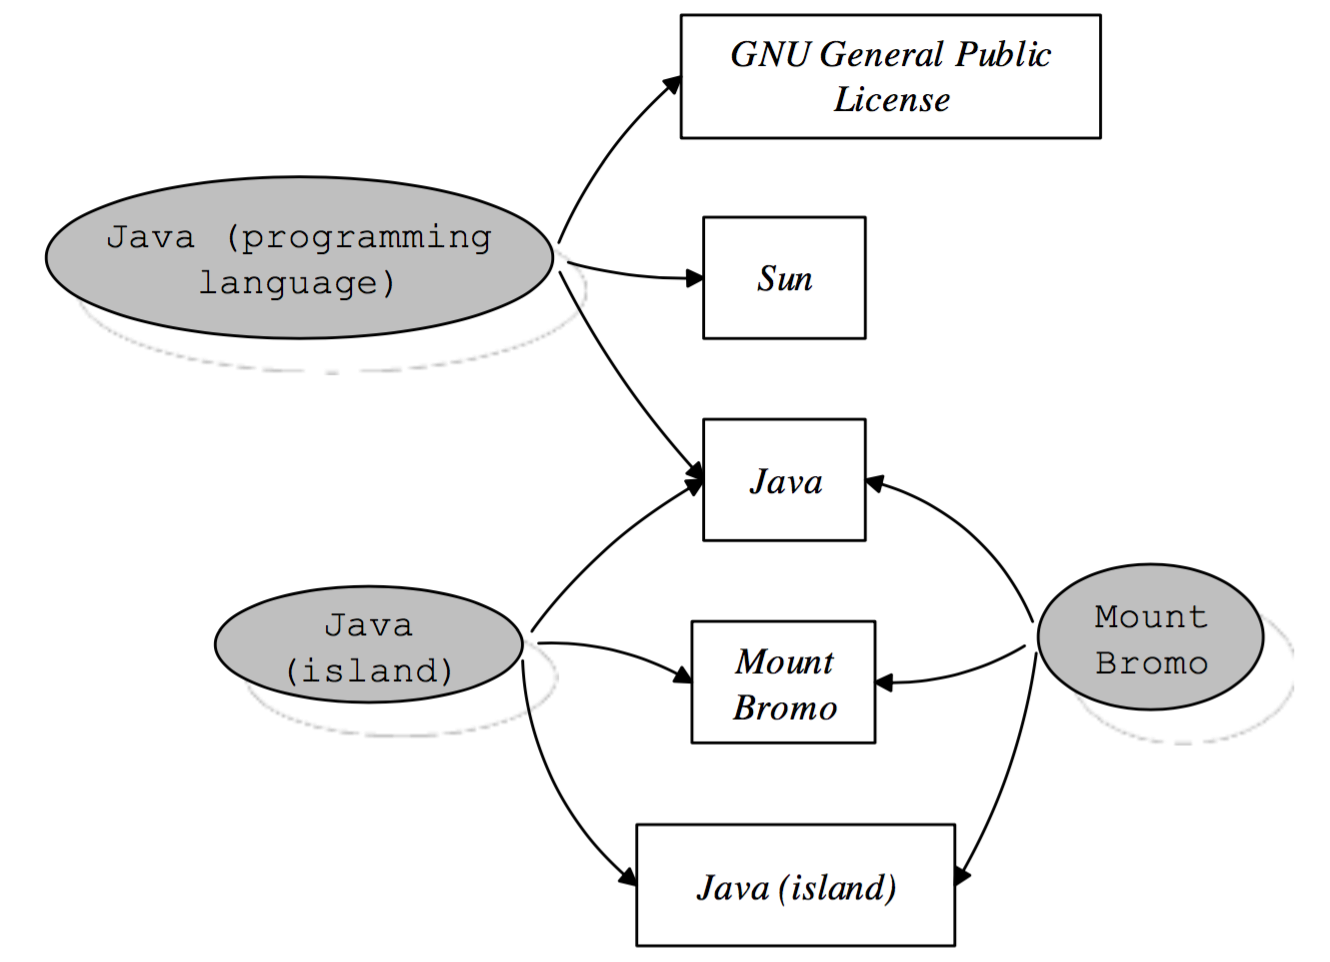 GNU General Public
License
Java (programming
language)
Sun
Java
Java
(island)
Mount
Bromo
Mount
Bromo
Java (island)